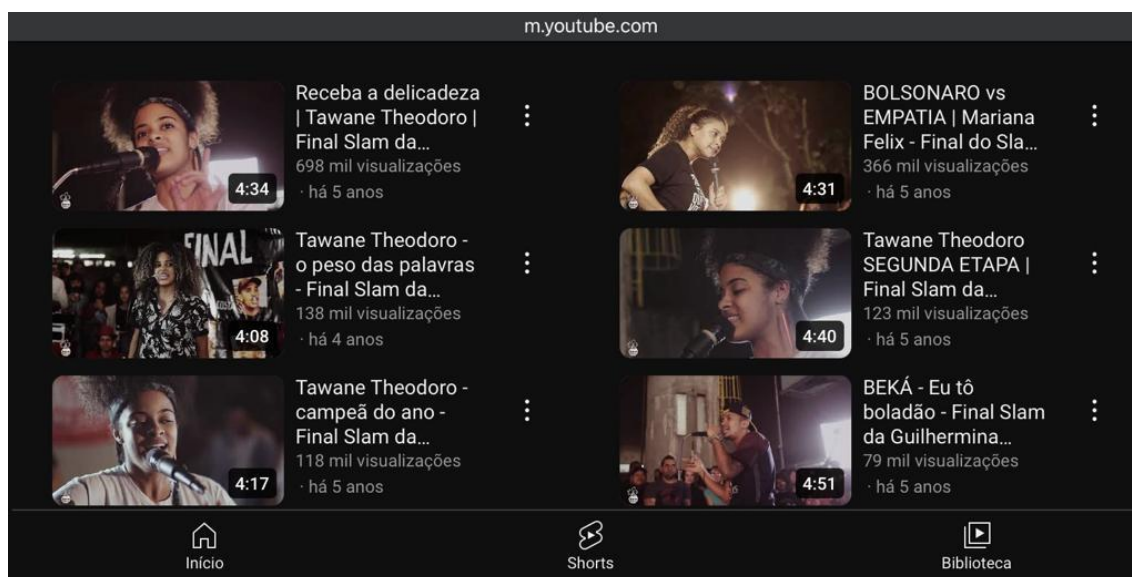 m.youtube.com
Receba a delicadeza
| Tawane Theodoro |
Final Slam da...
698 mil visualizações
· há 5 anos
4:34
BOLSONARO vs
EMPATIA | Mariana
Felix - Final do Sla...
366 mil visualizações
· há 5 anos
4:31
FINAL
Tawane Theodoro -
o peso das palavras
- Final Slam da...
138 mil visualizações
· há 4 anos
4:08
Tawane Theodoro
SEGUNDA ETAPA |
Final Slam da...
123 mil visualizações
· há 5 anos
4:40
Tawane Theodoro -
campeã do ano -
Final Slam da...
118 mil visualizações
· há 5 anos
4:17
BEKÁ - Eu tô
boladão - Final Slam
da Guilhermina...
79 mil visualizações
· há 5 anos
4:51
Início
Shorts
Biblioteca